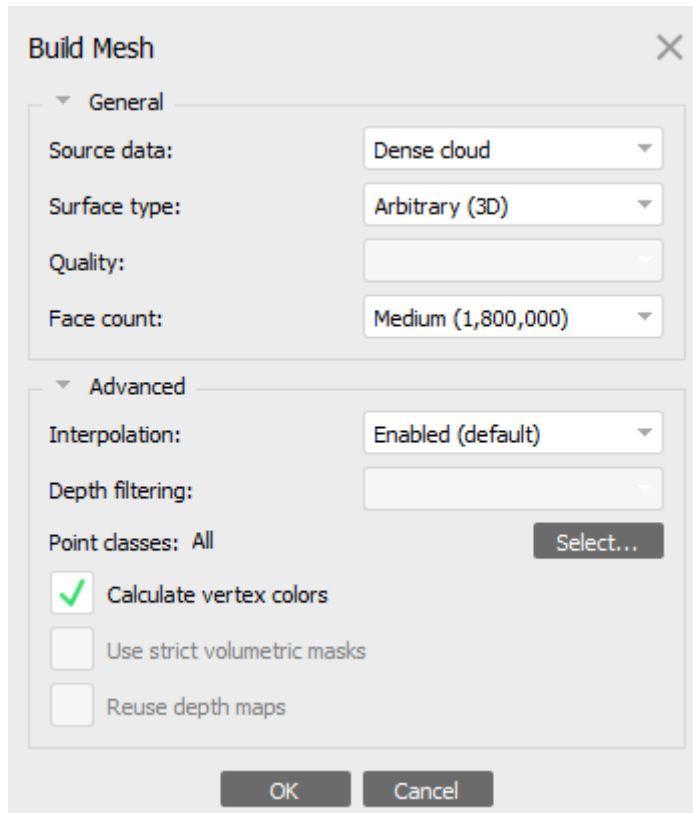 Build Mesh
General
Source data: Dense cloud
Surface type: Arbitrary (3D)
Quality:
Face count: Medium (1,800,000)
Advanced
Interpolation: Enabled (default)
Depth filtering:
Point classes: All Select...
Calculate vertex colors
Use strict volumetric masks
Reuse depth maps
OK Cancel